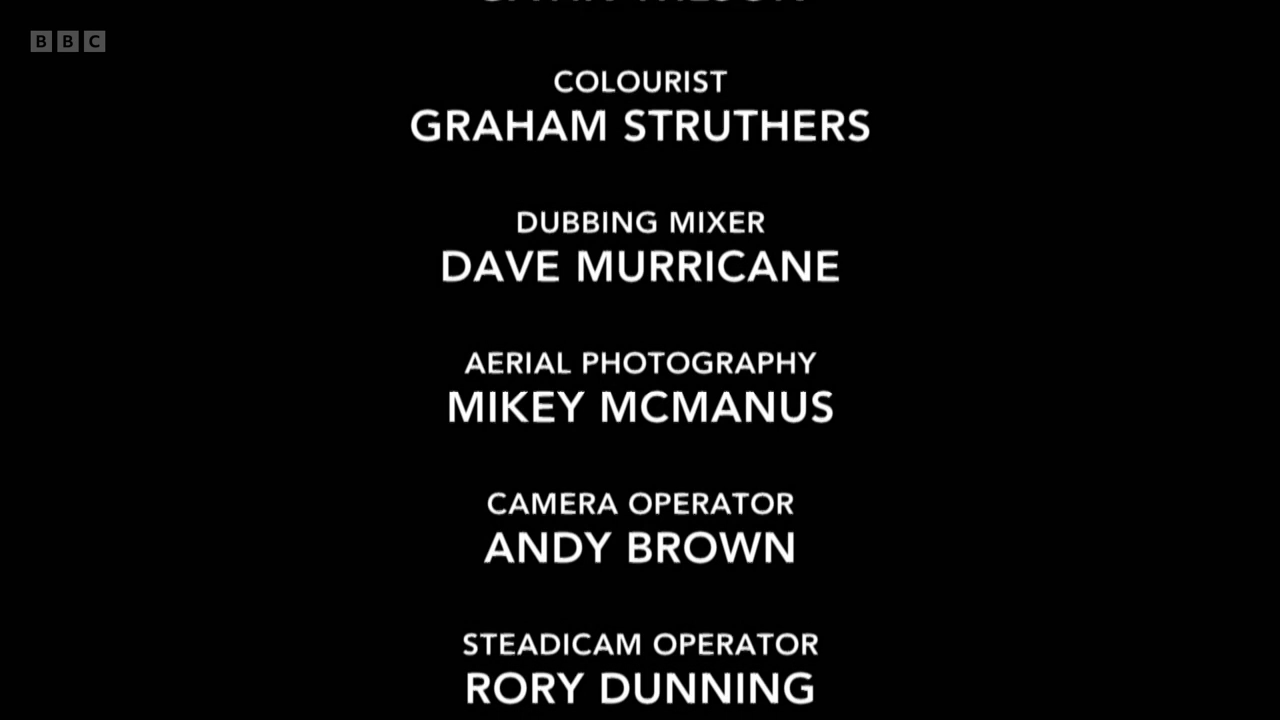 BBC
COLOURIST
GRAHAM STRUTHERS
DUBBING MIXER
DAVE MURRICANE
AERIAL PHOTOGRAPHY
MIKEY MCMANUS
CAMERA OPERATOR
ANDY BROWN
STEADICAM OPERATOR
RORY DUNNING